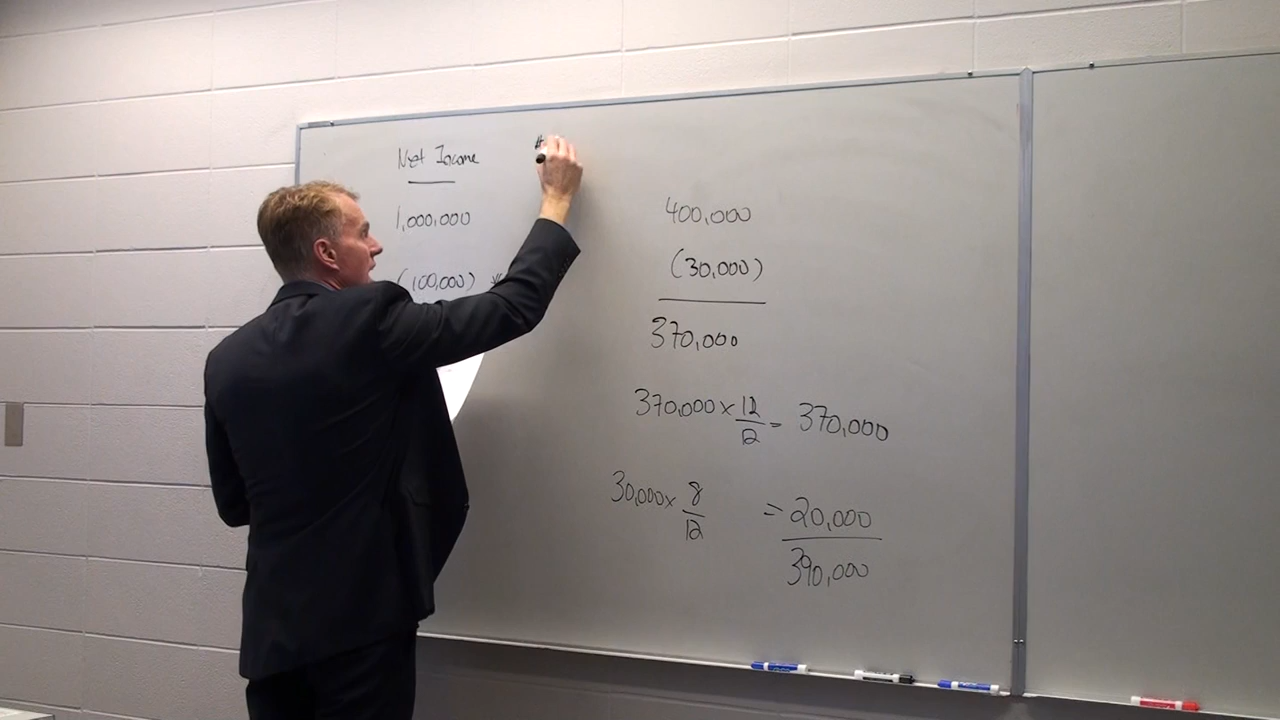 Net Income
1,000,000
(100,000)
#
400,000
(30,000)
370,000
370,000 x 12/12 = 370,000
30,000 x 8/12 = 20,000
390,000